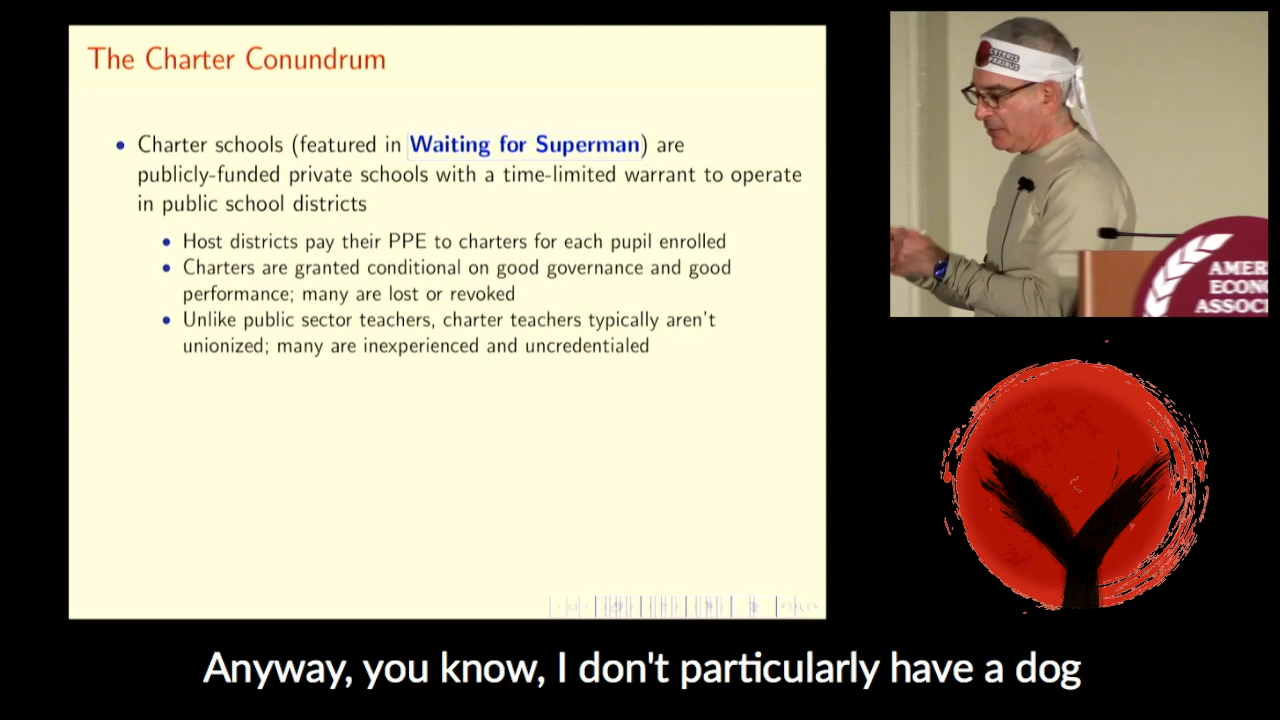 The Charter Conundrum
• Charter schools (featured in Waiting for Superman) are
publicly-funded private schools with a time-limited warrant to operate
in public school districts
• Host districts pay their PPE to charters for each pupil enrolled
• Charters are granted conditional on good governance and good
performance; many are lost or revoked
• Unlike public sector teachers, charter teachers typically aren't
unionized; many are inexperienced and uncredentialed
AMER
ECONO
ASSOCI
Anyway, you know, I don't particularly have a dog